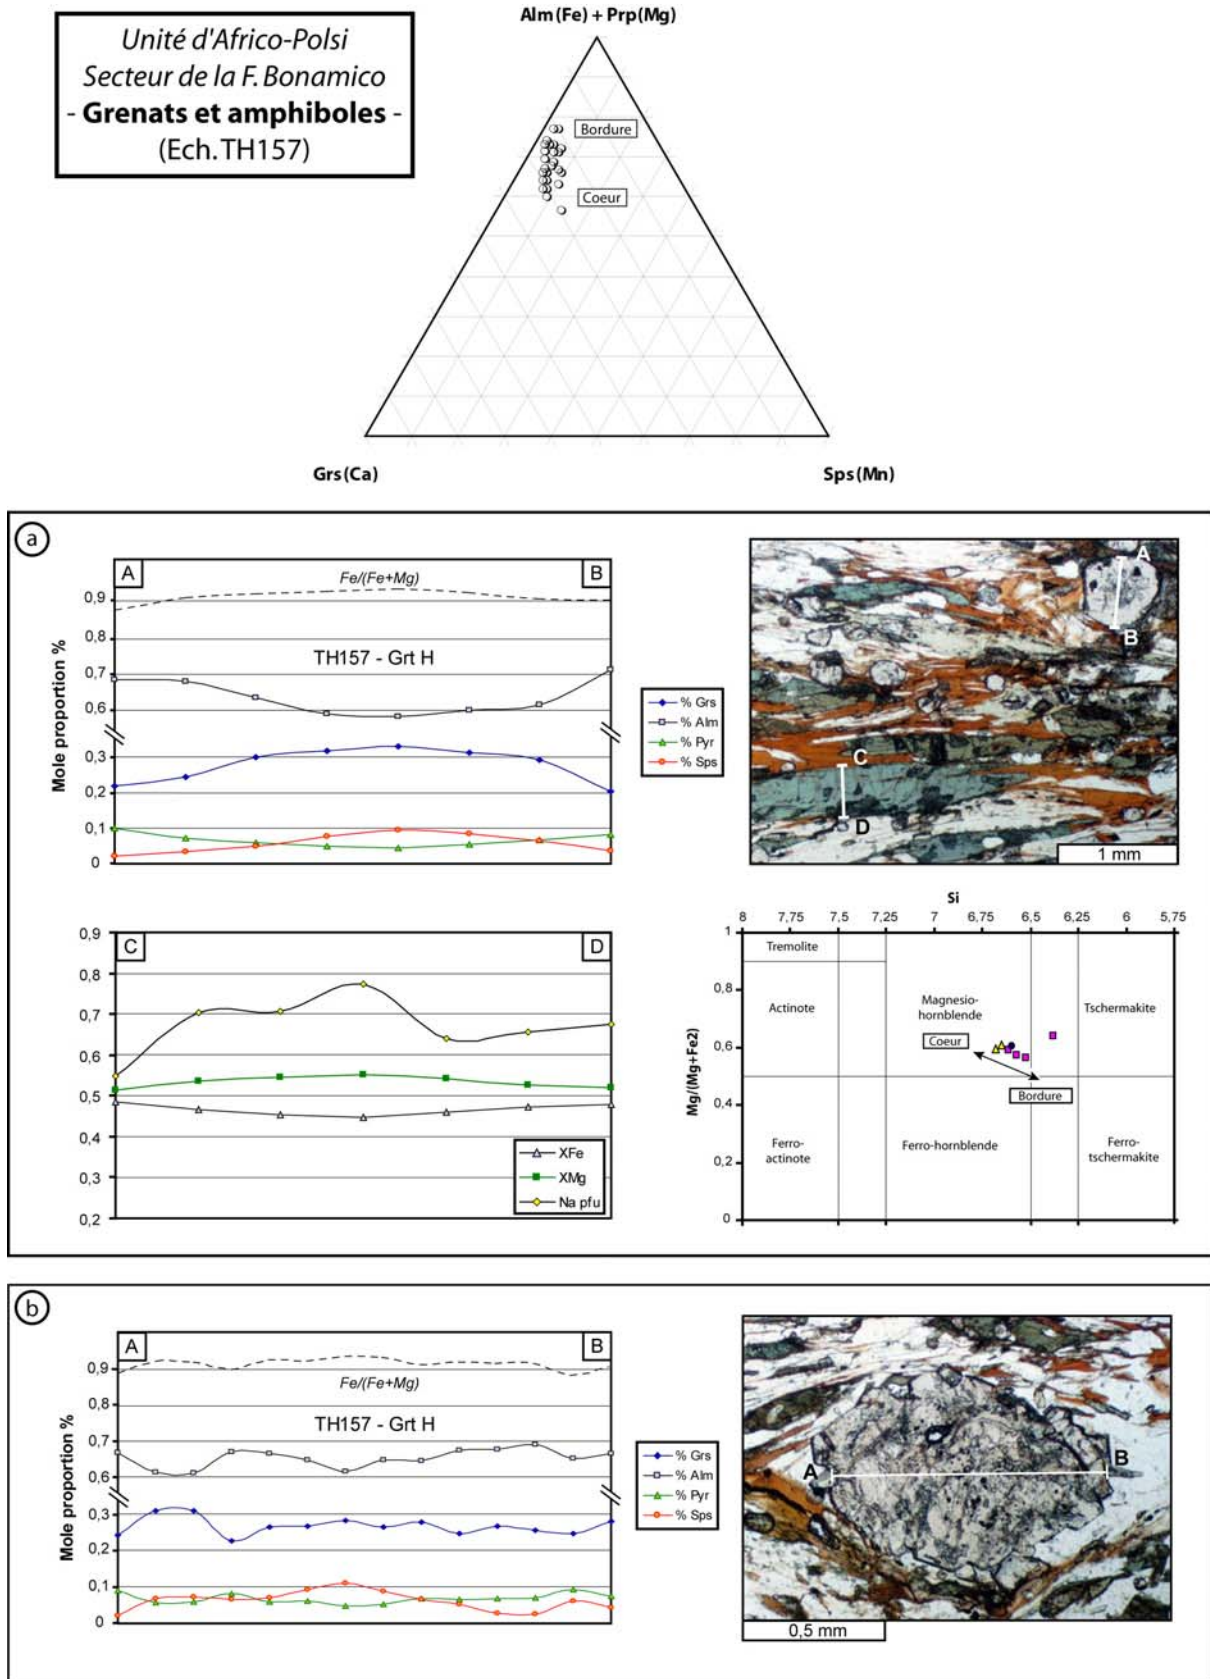 Unité d'Africo-Polsi
Secteur de la F. Bonamico
- Grenats et amphiboles -
(Ech. TH157)
Alm (Fe) + Prp (Mg)
Bordure
Coeur
Grs (Ca)
Sps (Mn)
a
A
B
Fe/(Fe+Mg)
TH157 - Grt H
Mole proportion %
0,9
0,8
0,7
0,6
0,3
0,2
0,1
0
% Grs
% Alm
% Pyr
% Sps
A
B
C
D
1 mm
C
D
0,9
0,8
0,7
0,6
0,5
0,4
0,3
0,2
XFe
XMg
Na pfu
Si
8 7,75 7,5 7,25 7 6,75 6,5 6,25 6 5,75
Mg/(Mg+Fe2)
1
0,8
0,6
0,4
0,2
0
Tremolite
Actinote
Magnesio-
hornblende
Tschermakite
Coeur
Bordure
Ferro-
actinote
Ferro-hornblende
Ferro-
tschermakite
b
A
B
Fe/(Fe+Mg)
TH157 - Grt H
Mole proportion %
0,9
0,8
0,7
0,6
0,3
0,2
0,1
0
% Grs
% Alm
% Pyr
% Sps
A
B
0,5 mm